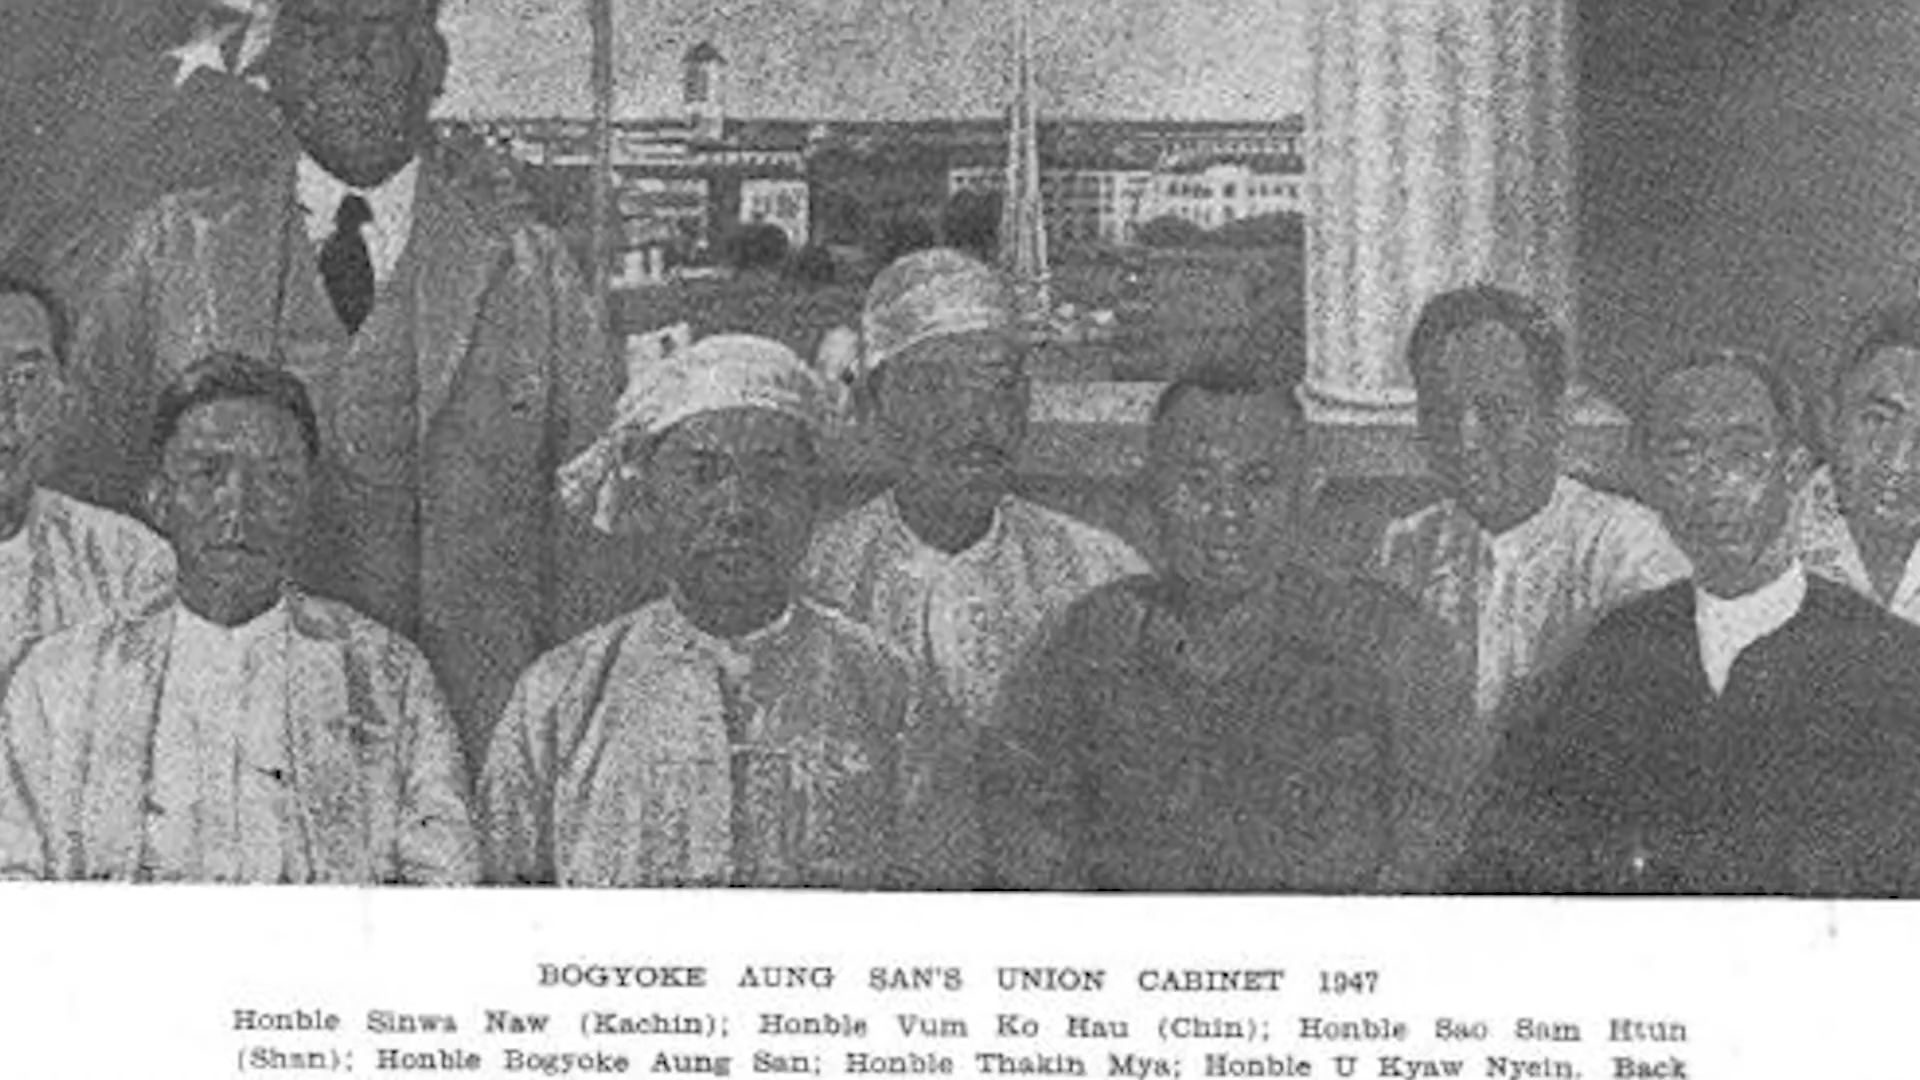 BOGYOKE AUNG SAN'S UNION CABINET 1947
Honble Sinwa Naw (Kachin); Honble Vum Ko Hau (Chin); Honble Sao Sam Htun
(Shan); Honble Bogyoke Aung San; Honble Thakin Mya; Honble U Kyaw Nyein. Back